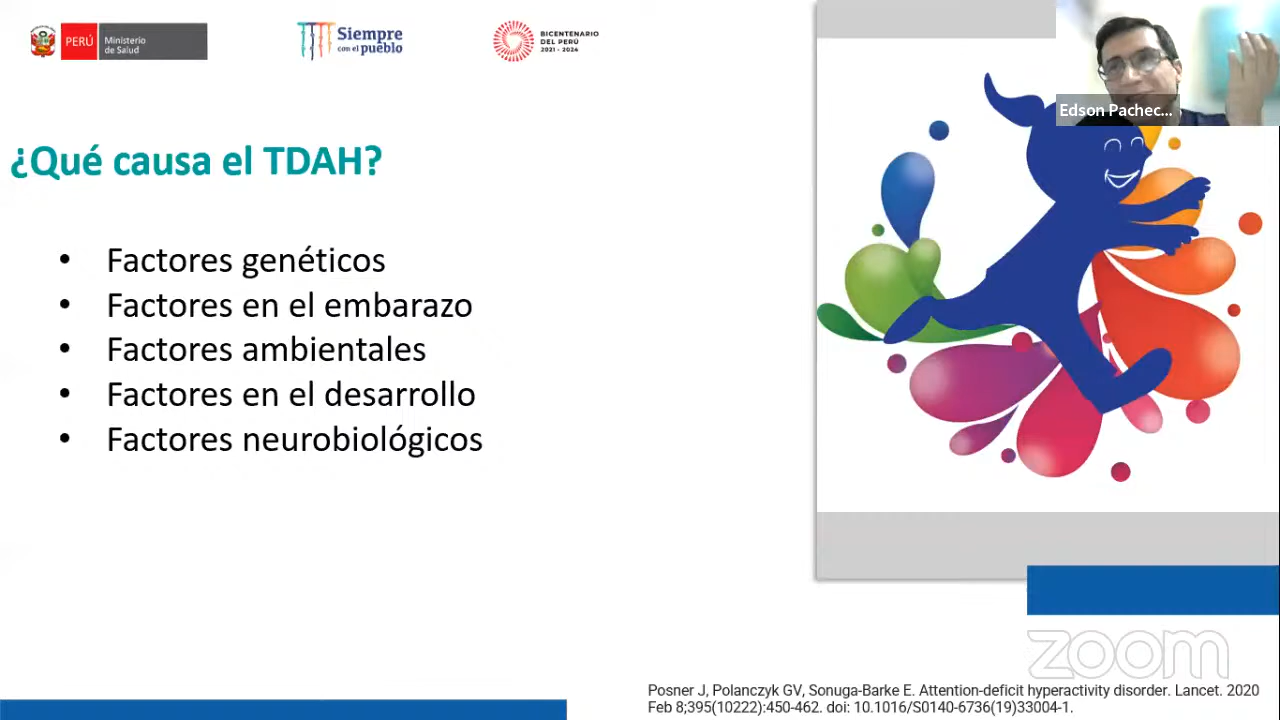 PERÚ
Ministerio
de Salud
Siempre
con el pueblo
BICENTENARIO
DEL PERÚ
2021 - 2024
Edson Pachec...
¿Qué causa el TDAH?
• Factores genéticos
• Factores en el embarazo
• Factores ambientales
• Factores en el desarrollo
• Factores neurobiológicos
zoom
Posner J, Polanczyk GV, Sonuga-Barke E. Attention-deficit hyperactivity disorder. Lancet. 2020
Feb 8;395(10222):450-462. doi: 10.1016/S0140-6736(19)33004-1.